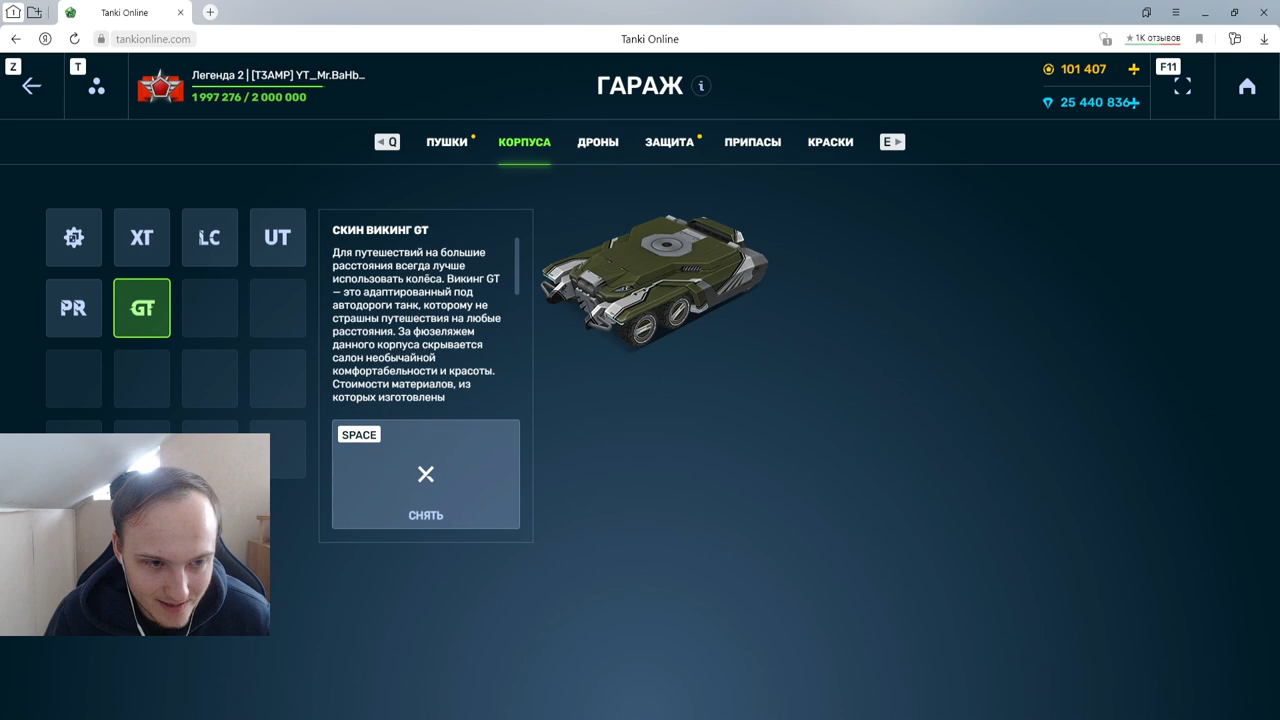 Tanki Online
tankionline.com
Tanki Online
1K отзывов
Z
T
Легенда 2 | [T3AMP] YT_Mr.BaHb...
1 997 276 / 2 000 000
ГАРАЖ
101 407
25 440 836
F11
Q
ПУШКИ
КОРПУСА
ДРОНЫ
ЗАЩИТА
ПРИПАСЫ
КРАСКИ
E
XT
LC
UT
PR
GT
СКИН ВИКИНГ GT
Для путешествий на большие
расстояния всегда лучше
использовать колёса. Викинг GT
— это адаптированный под
автодороги танк, которому не
страшны путешествия на любые
расстояния. За фюзеляжем
данного корпуса скрывается
салон необычайной
комфортабельности и красоты.
Стоимости материалов, из
которых изготовлены
SPACE
СНЯТЬ